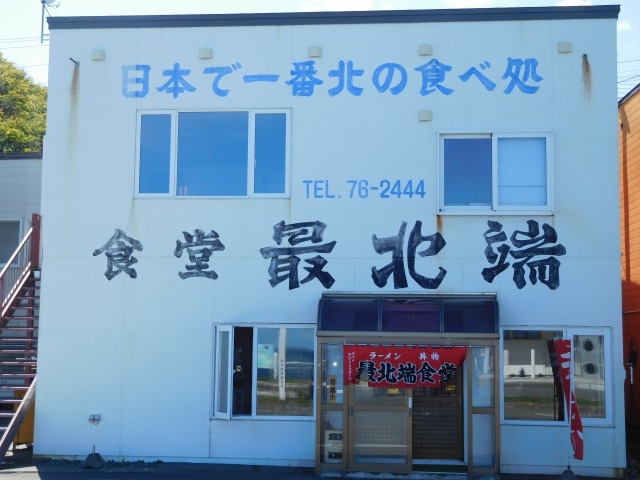 日本で一番北の食べ処
TEL. 76-2444
食堂 最北端
ラーメン 丼物
最北端食堂